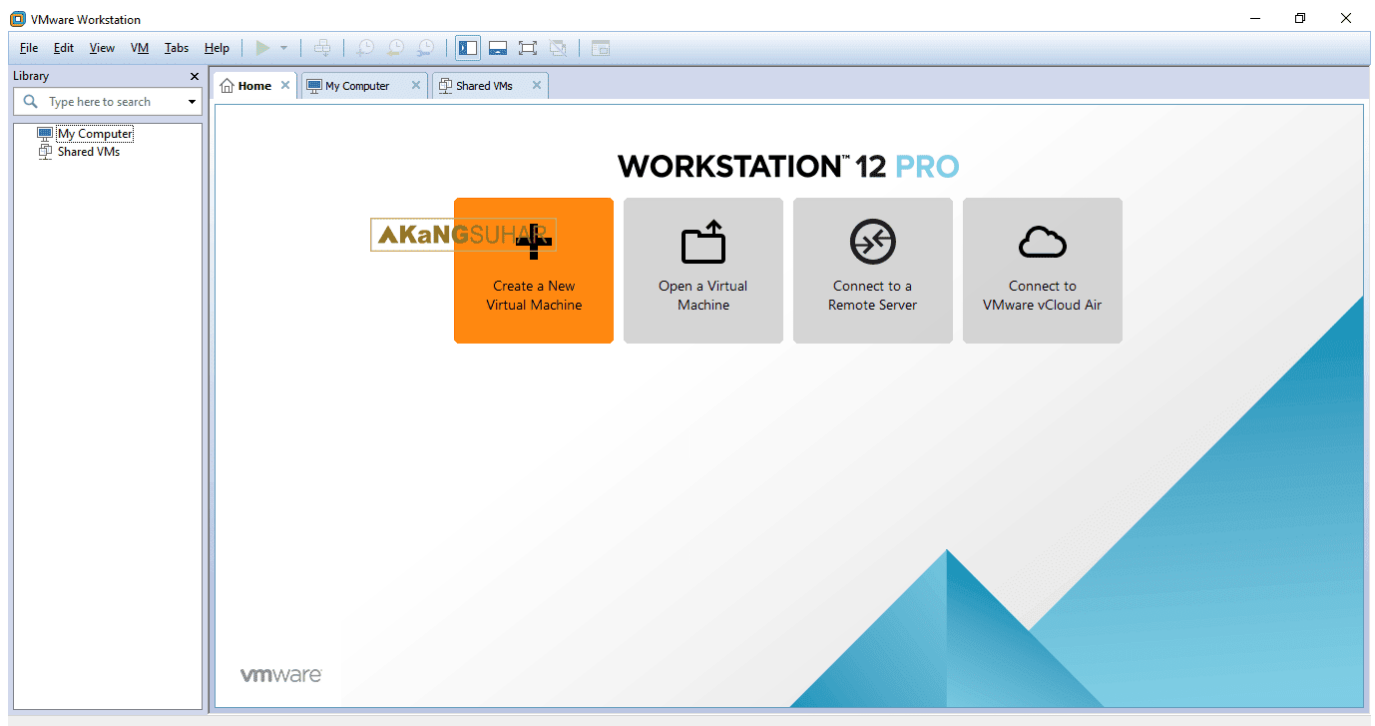 VMware Workstation
File Edit View VM Tabs Help
Library
Type here to search
My Computer
Shared VMs
Home
My Computer
Shared VMs
WORKSTATION™ 12 PRO
AKaNGSUHAR
Create a New
Virtual Machine
Open a Virtual
Machine
Connect to a
Remote Server
Connect to
VMware vCloud Air
vmware